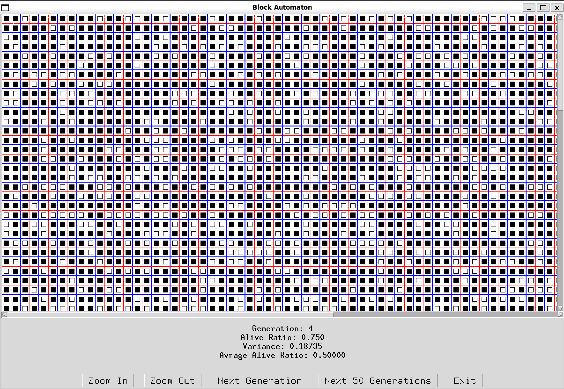 Block Automaton
Generation: 4
Alive Ratio: 0.750
Variance: 0.18735
Avrage Alive Ratio: 0.50000
Zoom In Zoom Out Next Generation Next 50 Generations Exit